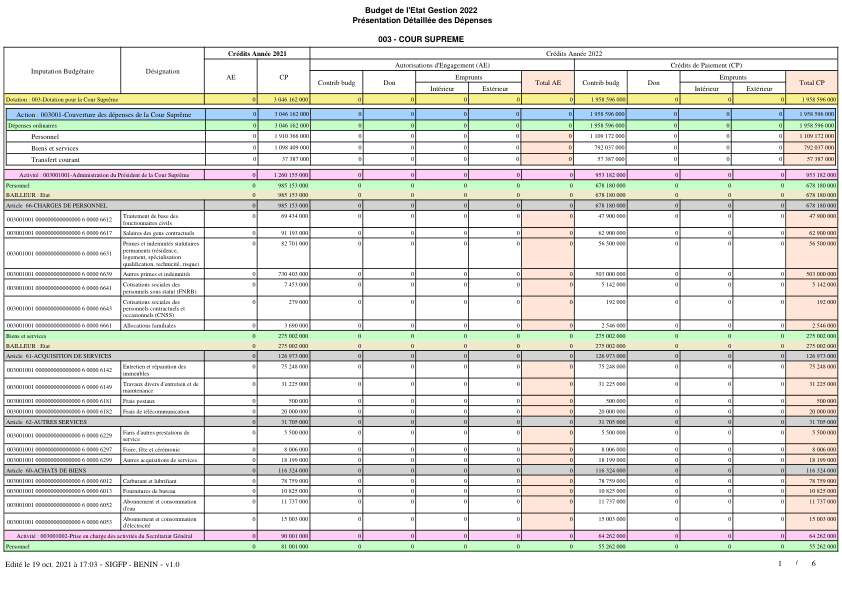 Budget de l'Etat Gestion 2022
Présentation Détaillée des Dépenses
003 - COUR SUPREME
Imputation Budgétaire Désignation Crédits Année 2021 Crédits Année 2022
AE CP Autorisations d'Engagement (AE) Crédits de Paiement (CP)
Contrib budg Don Emprunts Total AE Contrib budg Don Emprunts Total CP
Intérieur Extérieur Intérieur Extérieur
Dotation : 003-Dotation pour la Cour Suprême 0 3 046 162 000 0 0 0 0 0 1 958 596 000 0 0 0 1 958 596 000
Action : 003001-Couverture des dépenses de la Cour Suprême 0 3 046 162 000 0 0 0 0 0 1 958 596 000 0 0 0 1 958 596 000
Dépenses ordinaires 0 3 046 162 000 0 0 0 0 0 1 958 596 000 0 0 0 1 958 596 000
Personnel 0 1 910 366 000 0 0 0 0 0 1 109 172 000 0 0 0 1 109 172 000
Biens et services 0 1 098 409 000 0 0 0 0 0 792 037 000 0 0 0 792 037 000
Transfert courant 0 37 387 000 0 0 0 0 0 57 387 000 0 0 0 57 387 000
Activité : 003001001-Administration du Président de la Cour Suprême 0 1 260 155 000 0 0 0 0 0 953 182 000 0 0 0 953 182 000
Personnel 0 985 153 000 0 0 0 0 0 678 180 000 0 0 0 678 180 000
BAILLEUR : Etat 0 985 153 000 0 0 0 0 0 678 180 000 0 0 0 678 180 000
Article 66-CHARGES DE PERSONNEL 0 985 153 000 0 0 0 0 0 678 180 000 0 0 0 678 180 000
003001001 0000000000000000 6 0000 6612 Traitement de base des fonctionnaires civils 0 69 434 000 0 0 0 0 0 47 900 000 0 0 0 47 900 000
003001001 0000000000000000 6 0000 6617 Salaires des gens contractuels 0 91 193 000 0 0 0 0 0 62 900 000 0 0 0 62 900 000
003001001 0000000000000000 6 0000 6631 Primes et indemnités statutaires permanents (résidence, logement, spécialisation qualification, technicité, risque) 0 82 701 000 0 0 0 0 0 56 500 000 0 0 0 56 500 000
003001001 0000000000000000 6 0000 6639 Autres primes et indemnités 0 730 403 000 0 0 0 0 0 503 000 000 0 0 0 503 000 000
003001001 0000000000000000 6 0000 6641 Cotisations sociales des personnels sous statut (FNRB) 0 7 453 000 0 0 0 0 0 5 142 000 0 0 0 5 142 000
003001001 0000000000000000 6 0000 6643 Cotisations sociales des personnels contractuels et occasionnels (CNSS) 0 279 000 0 0 0 0 0 192 000 0 0 0 192 000
003001001 0000000000000000 6 0000 6661 Allocations familiales 0 3 690 000 0 0 0 0 0 2 546 000 0 0 0 2 546 000
Biens et services 0 275 002 000 0 0 0 0 0 275 002 000 0 0 0 275 002 000
BAILLEUR : Etat 0 275 002 000 0 0 0 0 0 275 002 000 0 0 0 275 002 000
Article 61-ACQUISITION DE SERVICES 0 126 973 000 0 0 0 0 0 126 973 000 0 0 0 126 973 000
003001001 0000000000000000 6 0000 6142 Entretien et réparation des immeubles 0 75 248 000 0 0 0 0 0 75 248 000 0 0 0 75 248 000
003001001 0000000000000000 6 0000 6149 Travaux divers d'entretien et de maintenance 0 31 225 000 0 0 0 0 0 31 225 000 0 0 0 31 225 000
003001001 0000000000000000 6 0000 6181 Frais postaux 0 500 000 0 0 0 0 0 500 000 0 0 0 500 000
003001001 0000000000000000 6 0000 6182 Frais de télécommunication 0 20 000 000 0 0 0 0 0 20 000 000 0 0 0 20 000 000
Article 62-AUTRES SERVICES 0 31 705 000 0 0 0 0 0 31 705 000 0 0 0 31 705 000
003001001 0000000000000000 6 0000 6229 Faris d'autres prestations de service 0 5 500 000 0 0 0 0 0 5 500 000 0 0 0 5 500 000
003001001 0000000000000000 6 0000 6297 Foire, fête et cérémonie 0 8 006 000 0 0 0 0 0 8 006 000 0 0 0 8 006 000
003001001 0000000000000000 6 0000 6299 Autres acquisitions de services 0 18 199 000 0 0 0 0 0 18 199 000 0 0 0 18 199 000
Article 60-ACHATS DE BIENS 0 116 324 000 0 0 0 0 0 116 324 000 0 0 0 116 324 000
003001001 0000000000000000 6 0000 6012 Carburant et lubrifiant 0 78 759 000 0 0 0 0 0 78 759 000 0 0 0 78 759 000
003001001 0000000000000000 6 0000 6013 Fournitures de bureau 0 10 825 000 0 0 0 0 0 10 825 000 0 0 0 10 825 000
003001001 0000000000000000 6 0000 6052 Abonnement et consommation d'eau 0 11 737 000 0 0 0 0 0 11 737 000 0 0 0 11 737 000
003001001 0000000000000000 6 0000 6053 Abonnement et consommation d'électricité 0 15 003 000 0 0 0 0 0 15 003 000 0 0 0 15 003 000
Activité : 003001002-Prise en charge des activités du Secrétariat Général 0 90 001 000 0 0 0 0 0 64 262 000 0 0 0 64 262 000
Personnel 0 81 001 000 0 0 0 0 0 55 262 000 0 0 0 55 262 000
Edité le 19 oct. 2021 à 17:03 - SIGFP - BENIN - v1.0 1 / 6